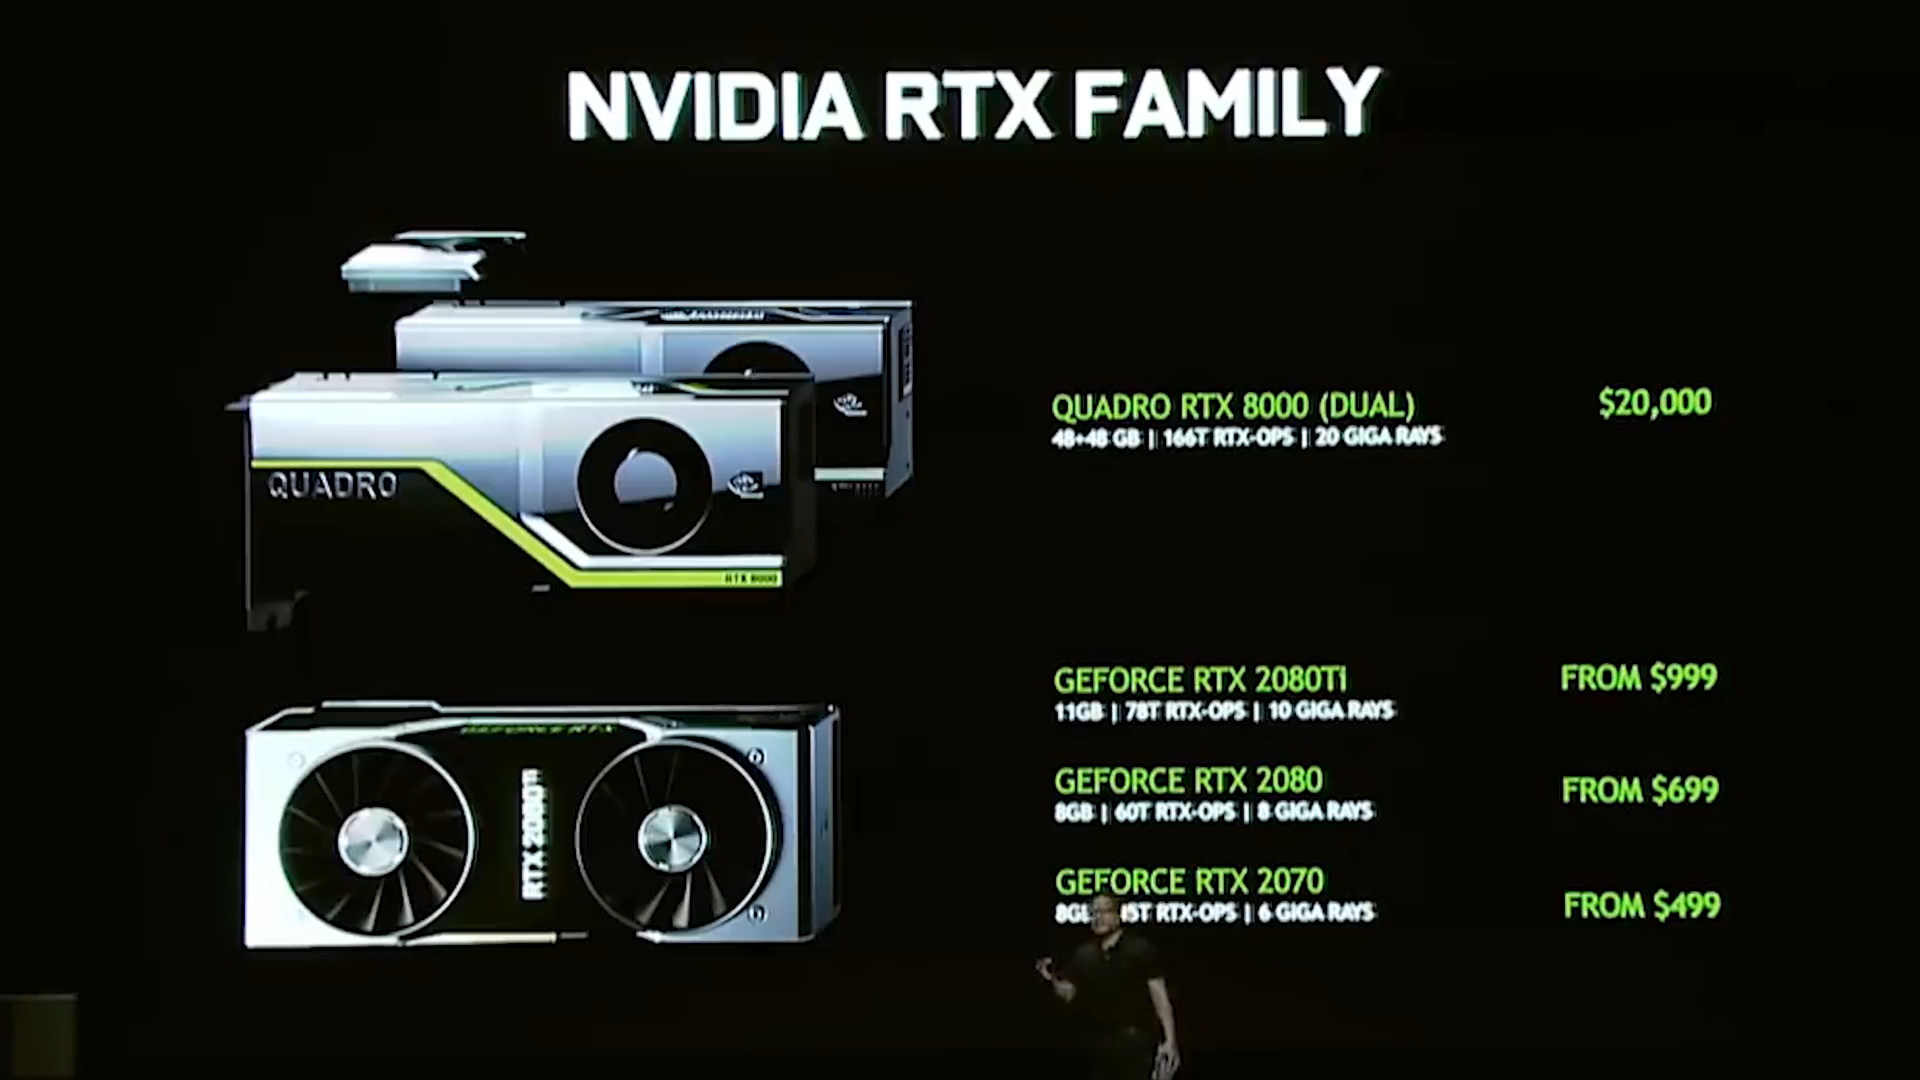 NVIDIA RTX FAMILY
QUADRO RTX 8000 (DUAL) $20,000
48+48 GB | 166T RTX-OPS | 20 GIGA RAYS
QUADRO
RTX 8000
GEFORCE RTX 2080Ti FROM $999
11GB | 78T RTX-OPS | 10 GIGA RAYS
GEFORCE RTX
RTX 2080Ti
GEFORCE RTX 2080 FROM $699
8GB | 60T RTX-OPS | 8 GIGA RAYS
GEFORCE RTX 2070 FROM $499
RTX-OPS | 6 GIGA RAYS